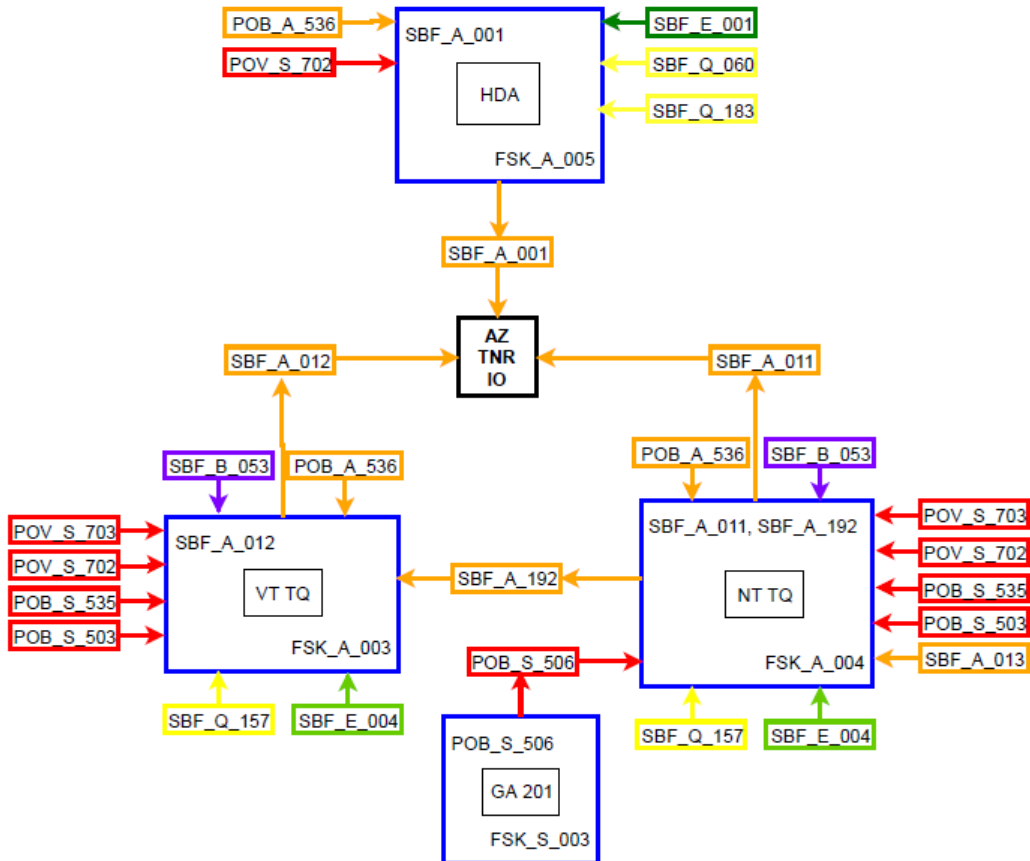 POB_A_536
SBF_A_001
SBF_E_001
POV_S_702
SBF_Q_060
HDA
SBF_Q_183
FSK_A_005
SBF_A_001
AZ
TNR
IO
SBF_A_012
SBF_A_011
SBF_B_053
POB_A_536
POB_A_536
SBF_B_053
POV_S_703
SBF_A_012
POV_S_702
POB_S_535
VT TQ
POB_S_503
FSK_A_003
SBF_A_192
SBF_A_011, SBF_A_192
POV_S_703
POV_S_702
NT TQ
POB_S_535
POB_S_503
FSK_A_004
SBF_A_013
POB_S_506
SBF_Q_157
SBF_E_004
SBF_Q_157
SBF_E_004
POB_S_506
GA 201
FSK_S_003